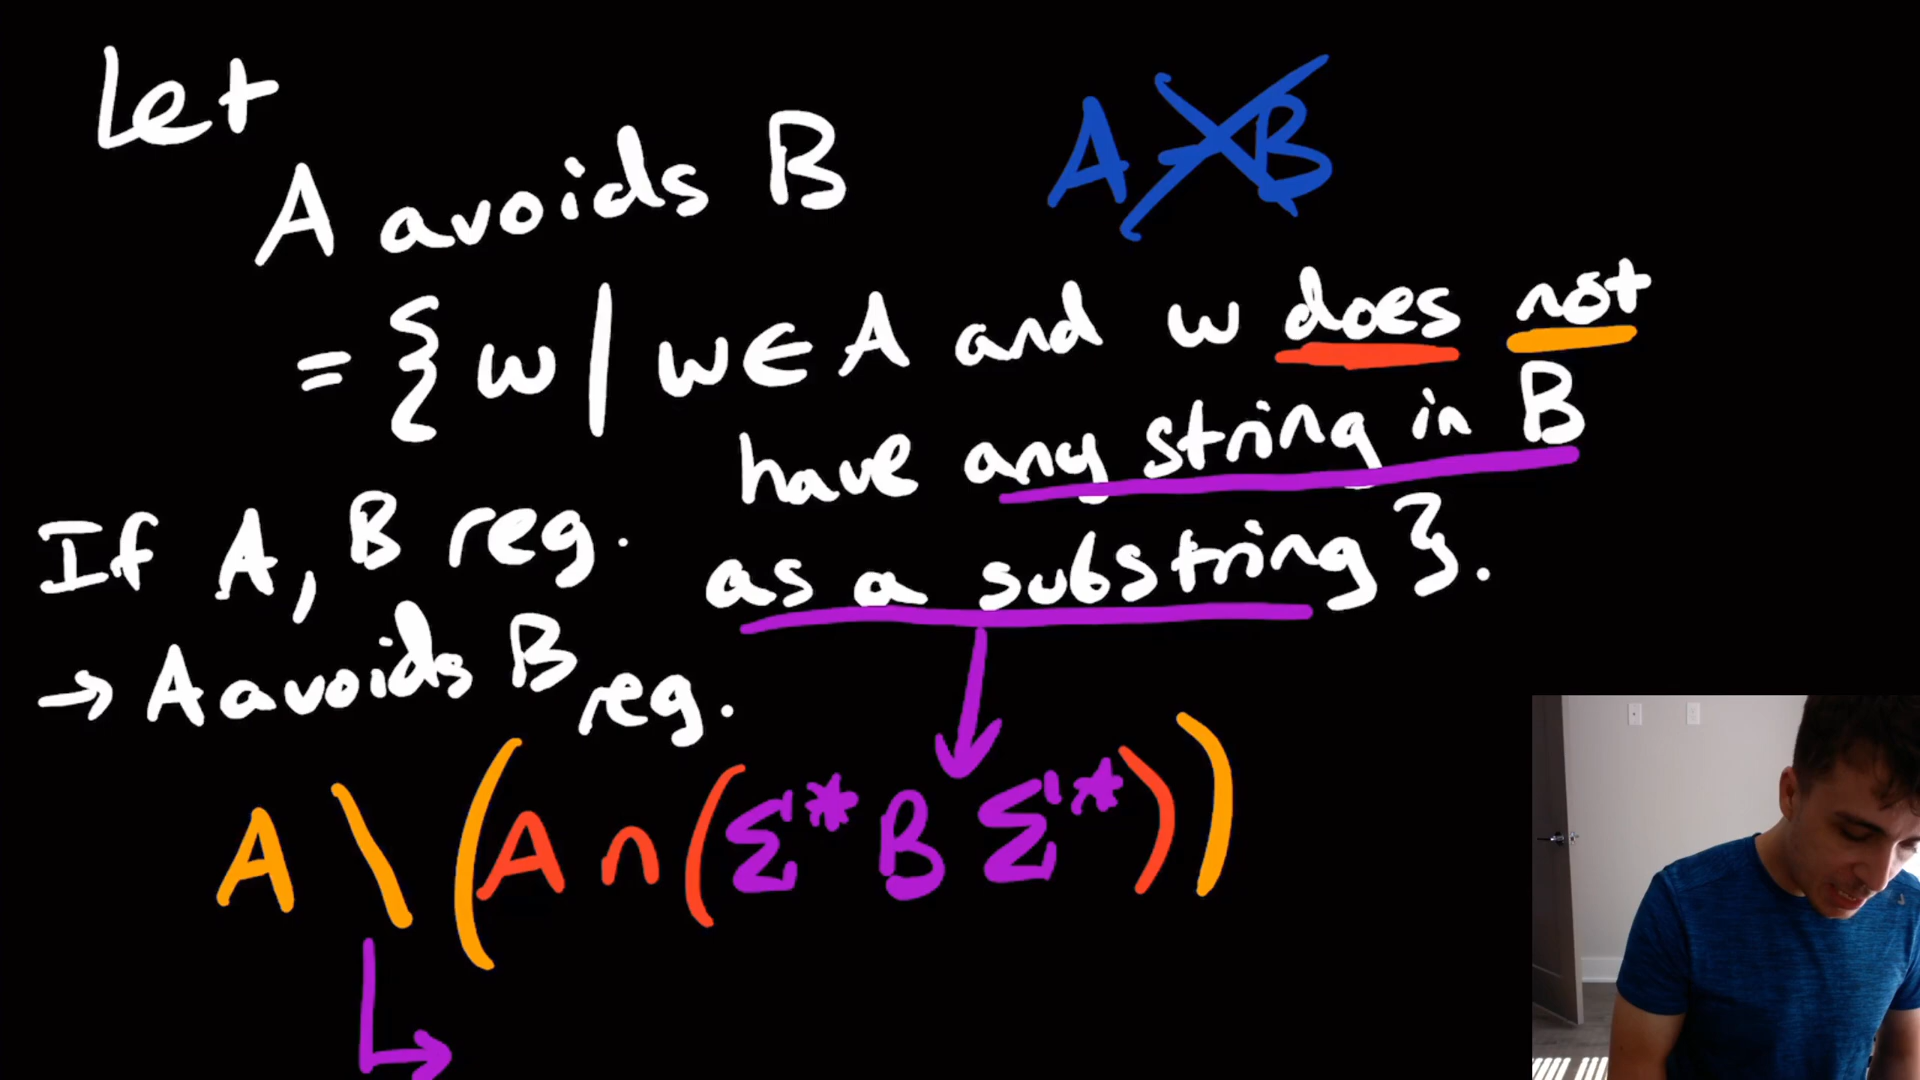 Let
A avoids B
A B
= { w | w ∈ A and w does not
have any string in B
as a substring }.
If A, B reg.
→ A avoids B reg.
A \ (A ∩ (Σ* B Σ*))